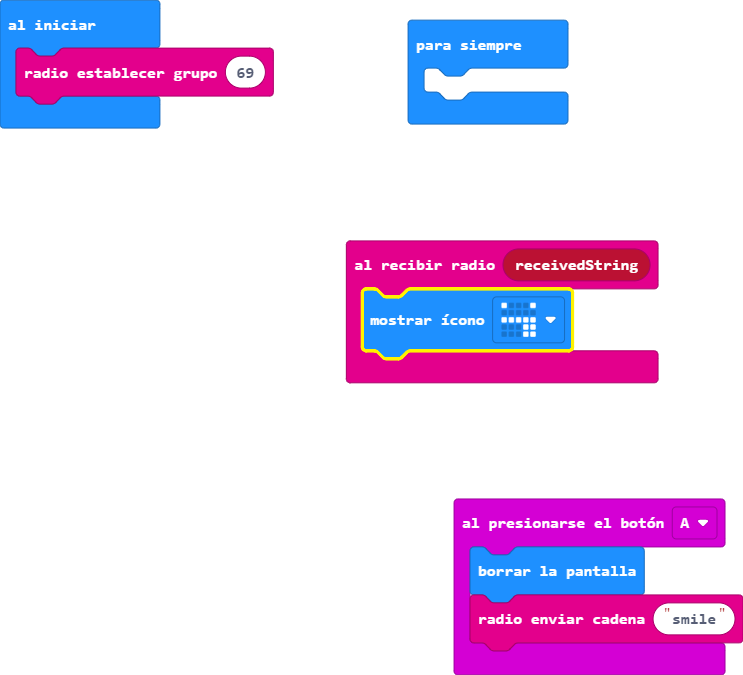 al iniciar
radio establecer grupo 69
para siempre
al recibir radio receivedString
mostrar ícono
al presionarse el botón A
borrar la pantalla
radio enviar cadena "smile"